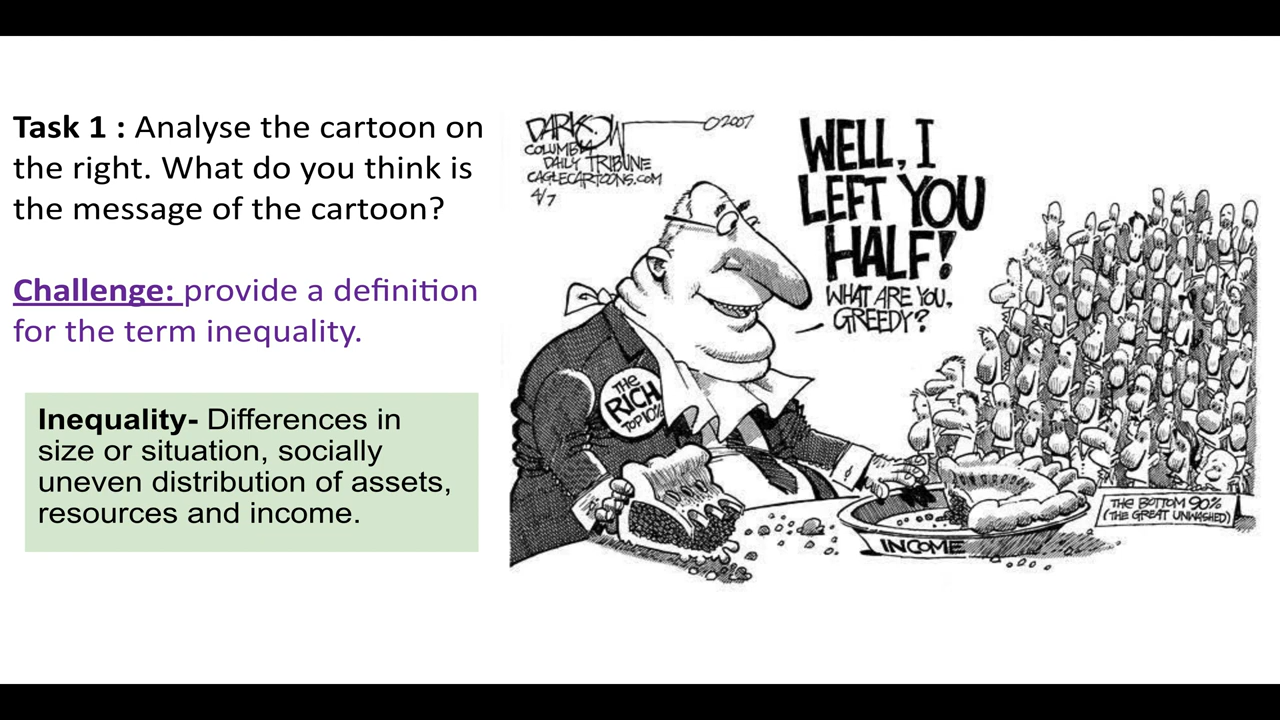 Task 1 : Analyse the cartoon on
the right. What do you think is
the message of the cartoon?
Challenge: provide a definition
for the term inequality.
Inequality- Differences in
size or situation, socially
uneven distribution of assets,
resources and income.
DARKOW ©2007
COLUMBIA
DAILY TRIBUNE
CAGLECARTOONS.COM
4/7
WELL, I
LEFT YOU
HALF!
WHAT ARE YOU,
GREEDY?
THE
RICH
TOP 10%
INCOME
THE BOTTOM 90%
(THE GREAT UNWASHED)